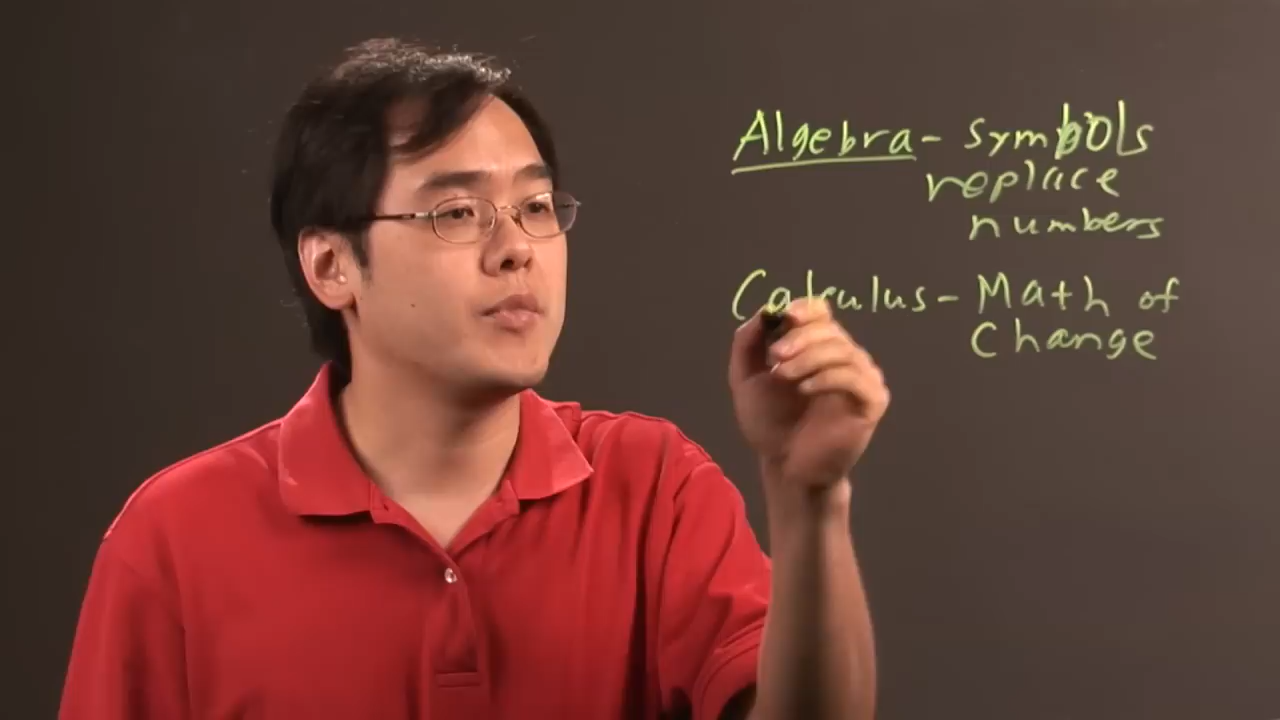 Algebra - symbols
replace
numbers
Calculus - Math of
Change